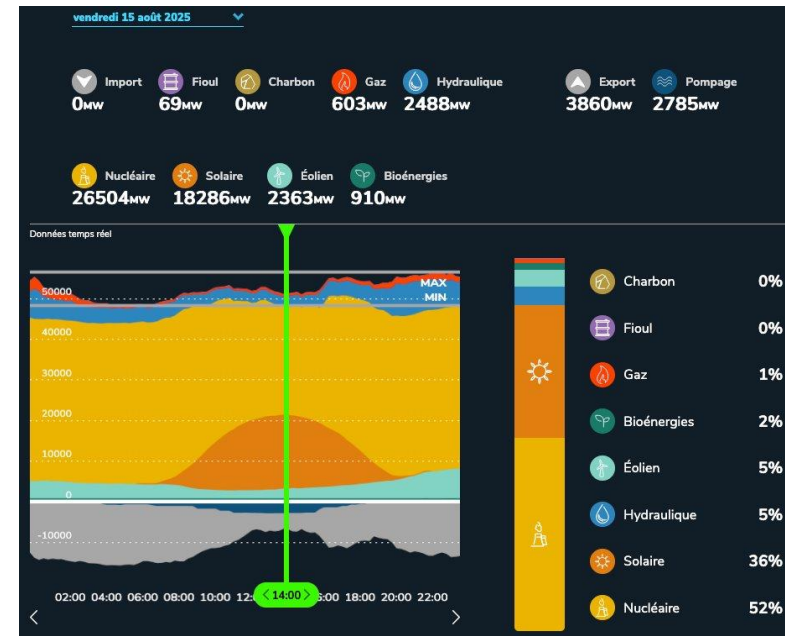 vendredi 15 août 2025
Import Fioul Charbon Gaz Hydraulique Export Pompage
0MW 69MW 0MW 603MW 2488MW 3860MW 2785MW
Nucléaire Solaire Éolien Bioénergies
26504MW 18286MW 2363MW 910MW
Données temps réel
MAX
50000
MIN
40000
30000
20000
10000
0
-10000
02:00 04:00 06:00 08:00 10:00 12: < 14:00 > 5:00 18:00 20:00 22:00
< >
Charbon 0%
Fioul 0%
Gaz 1%
Bioénergies 2%
Éolien 5%
Hydraulique 5%
Solaire 36%
Nucléaire 52%